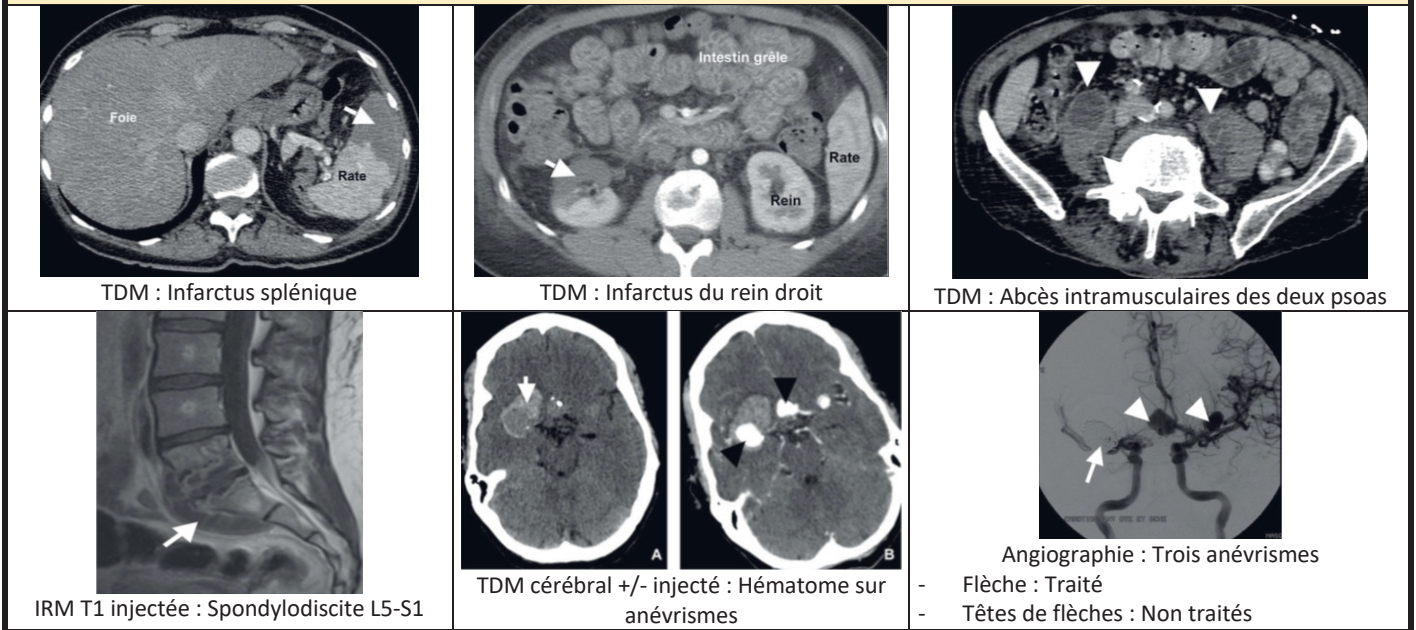 Foie
Rate
TDM : Infarctus splénique
Intestin grêle
Rate
Rein
TDM : Infarctus du rein droit
TDM : Abcès intramusculaires des deux psoas
IRM T1 injectée : Spondylodiscite L5-S1
A
B
TDM cérébral +/- injecté : Hématome sur
anévrismes
Angiographie : Trois anévrismes
- Flèche : Traité
- Têtes de flèches : Non traités